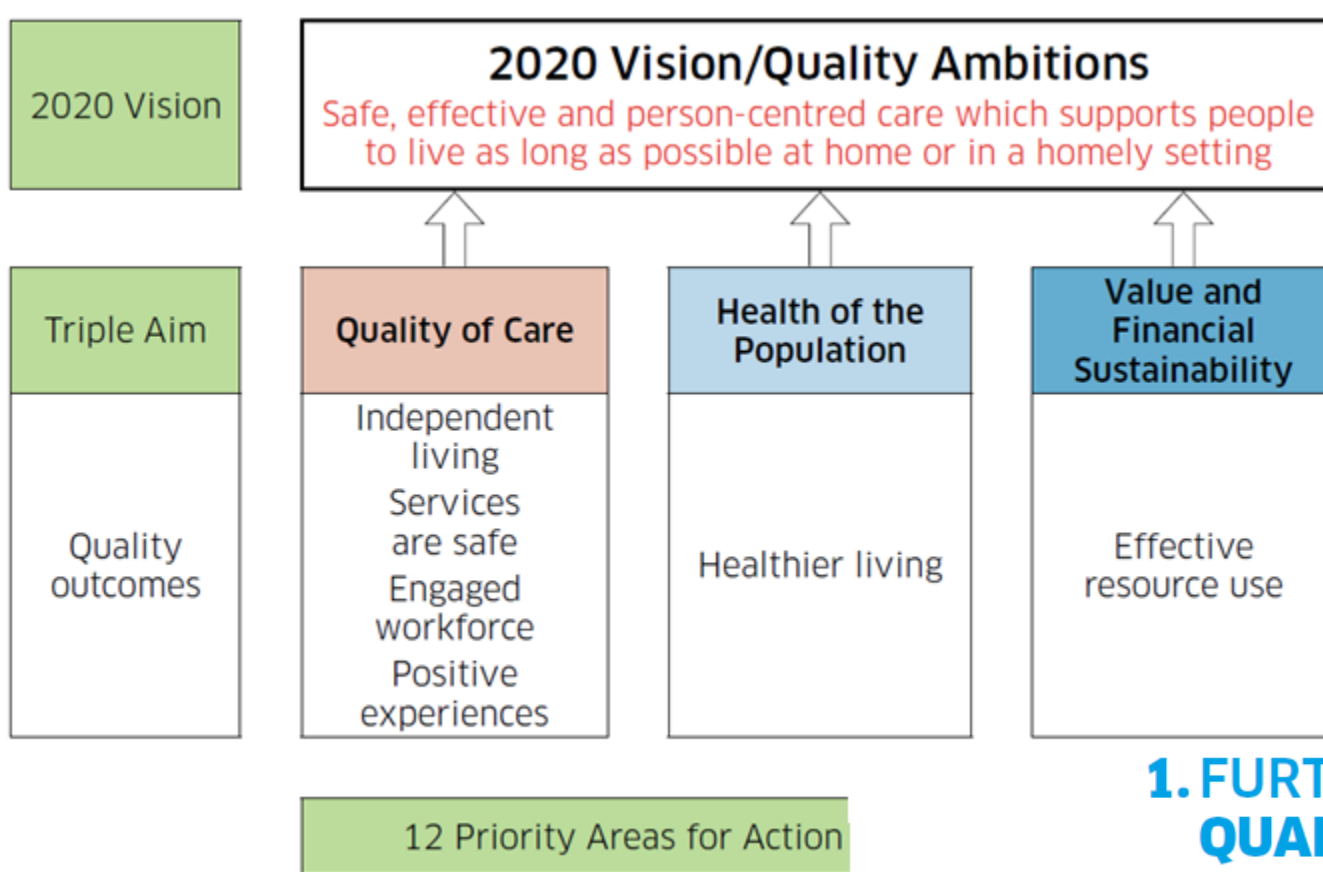 2020 Vision
2020 Vision/Quality Ambitions
Safe, effective and person-centred care which supports people
to live as long as possible at home or in a homely setting
Triple Aim
Quality of Care
Health of the
Population
Value and
Financial
Sustainability
Quality
outcomes
Independent
living
Services
are safe
Engaged
workforce
Positive
experiences
Healthier living
Effective
resource use
12 Priority Areas for Action
1. FURT
QUAL